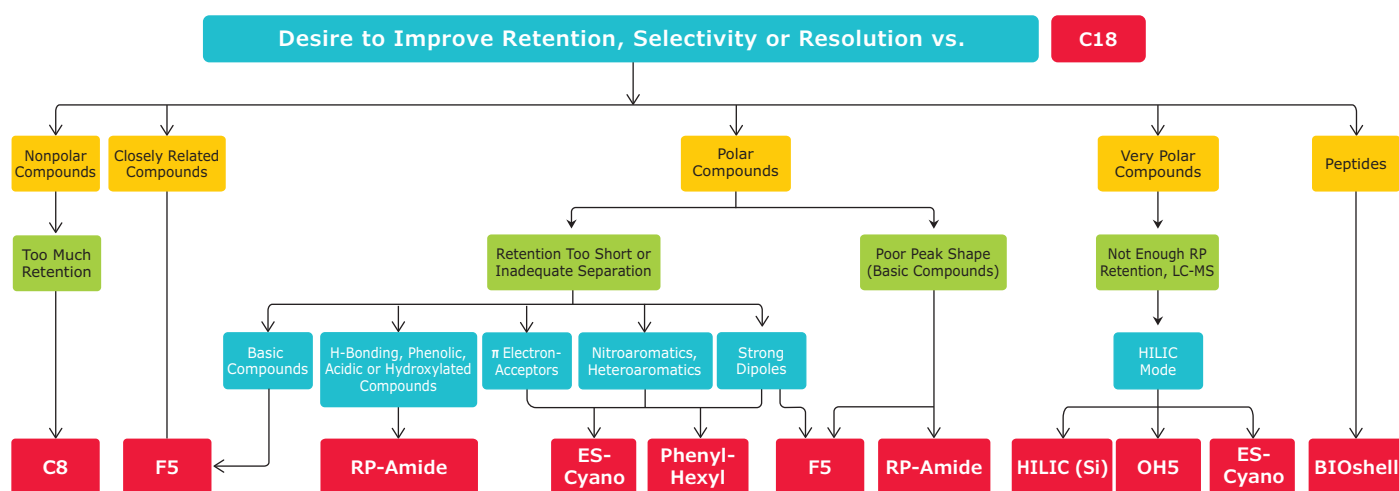 Desire to Improve Retention, Selectivity or Resolution vs.
C18
Nonpolar
Compounds
Closely Related
Compounds
Polar
Compounds
Very Polar
Compounds
Peptides
Too Much
Retention
Retention Too Short or
Inadequate Separation
Poor Peak Shape
(Basic Compounds)
Not Enough RP
Retention, LC-MS
Basic
Compounds
H-Bonding, Phenolic,
Acidic or Hydroxylated
Compounds
π Electron-
Acceptors
Nitroaromatics,
Heteroaromatics
Strong
Dipoles
HILIC
Mode
C8
F5
RP-Amide
ES-
Cyano
Phenyl-
Hexyl
F5
RP-Amide
HILIC (Si)
OH5
ES-
Cyano
BIOshell